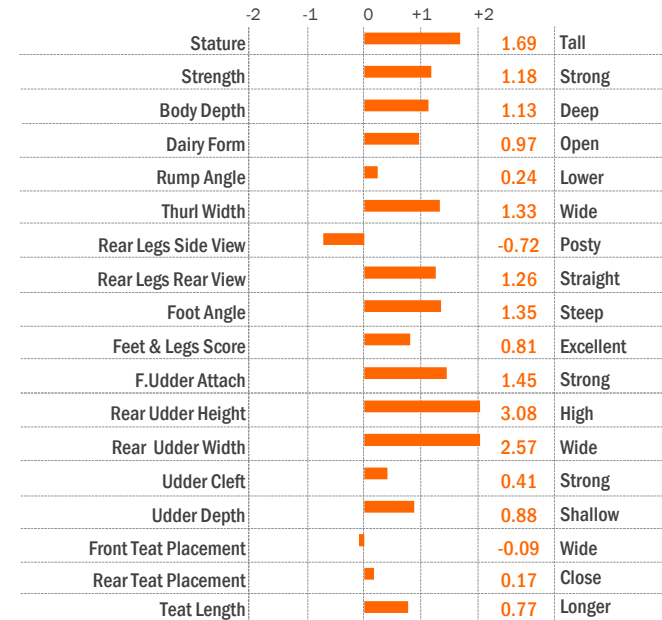 -2 -1 0 +1 +2
Stature 1.69 Tall
Strength 1.18 Strong
Body Depth 1.13 Deep
Dairy Form 0.97 Open
Rump Angle 0.24 Lower
Thurl Width 1.33 Wide
Rear Legs Side View -0.72 Posty
Rear Legs Rear View 1.26 Straight
Foot Angle 1.35 Steep
Feet & Legs Score 0.81 Excellent
F.Udder Attach 1.45 Strong
Rear Udder Height 3.08 High
Rear Udder Width 2.57 Wide
Udder Cleft 0.41 Strong
Udder Depth 0.88 Shallow
Front Teat Placement -0.09 Wide
Rear Teat Placement 0.17 Close
Teat Length 0.77 Longer